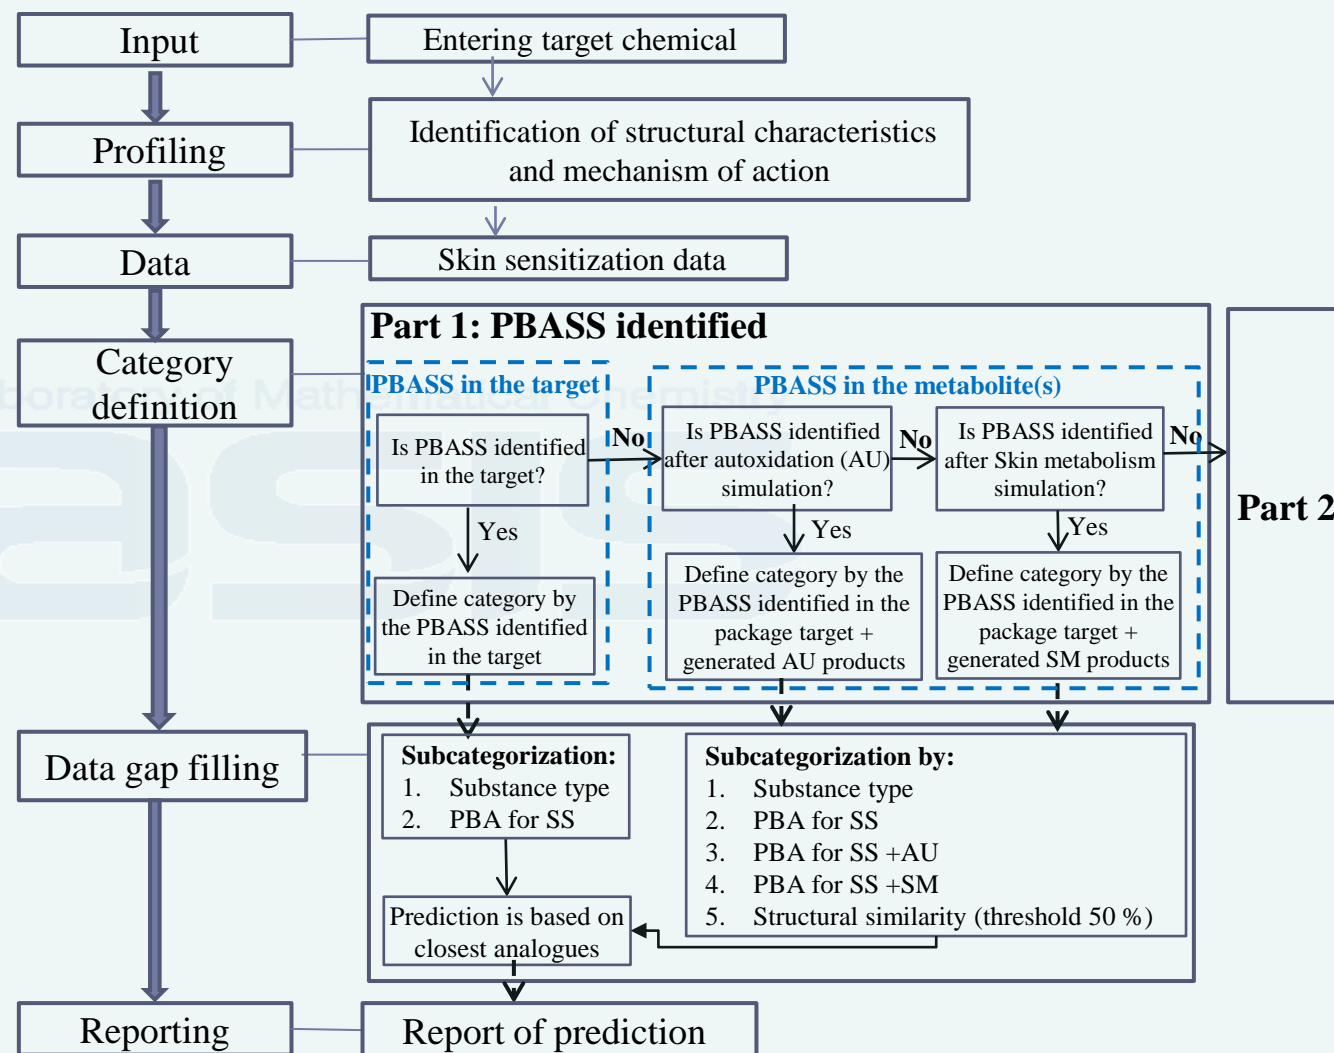 Input
Entering target chemical
Profiling
Identification of structural characteristics
and mechanism of action
Data
Skin sensitization data
Category
definition
Part 1: PBASS identified
PBASS in the target
PBASS in the metabolite(s)
Is PBASS identified
in the target?
No
Is PBASS identified
after autoxidation (AU)
simulation?
No
Is PBASS identified
after Skin metabolism
simulation?
No
Part 2
Yes
Yes
Yes
Define category by
the PBASS identified
in the target
Define category by the
PBASS identified in the
package target +
generated AU products
Define category by the
PBASS identified in the
package target +
generated SM products
Data gap filling
Subcategorization:
1. Substance type
2. PBA for SS
Subcategorization by:
1. Substance type
2. PBA for SS
3. PBA for SS +AU
4. PBA for SS +SM
5. Structural similarity (threshold 50 %)
Prediction is based on
closest analogues
Reporting
Report of prediction
boratory of Mathematical Chemistry
asis